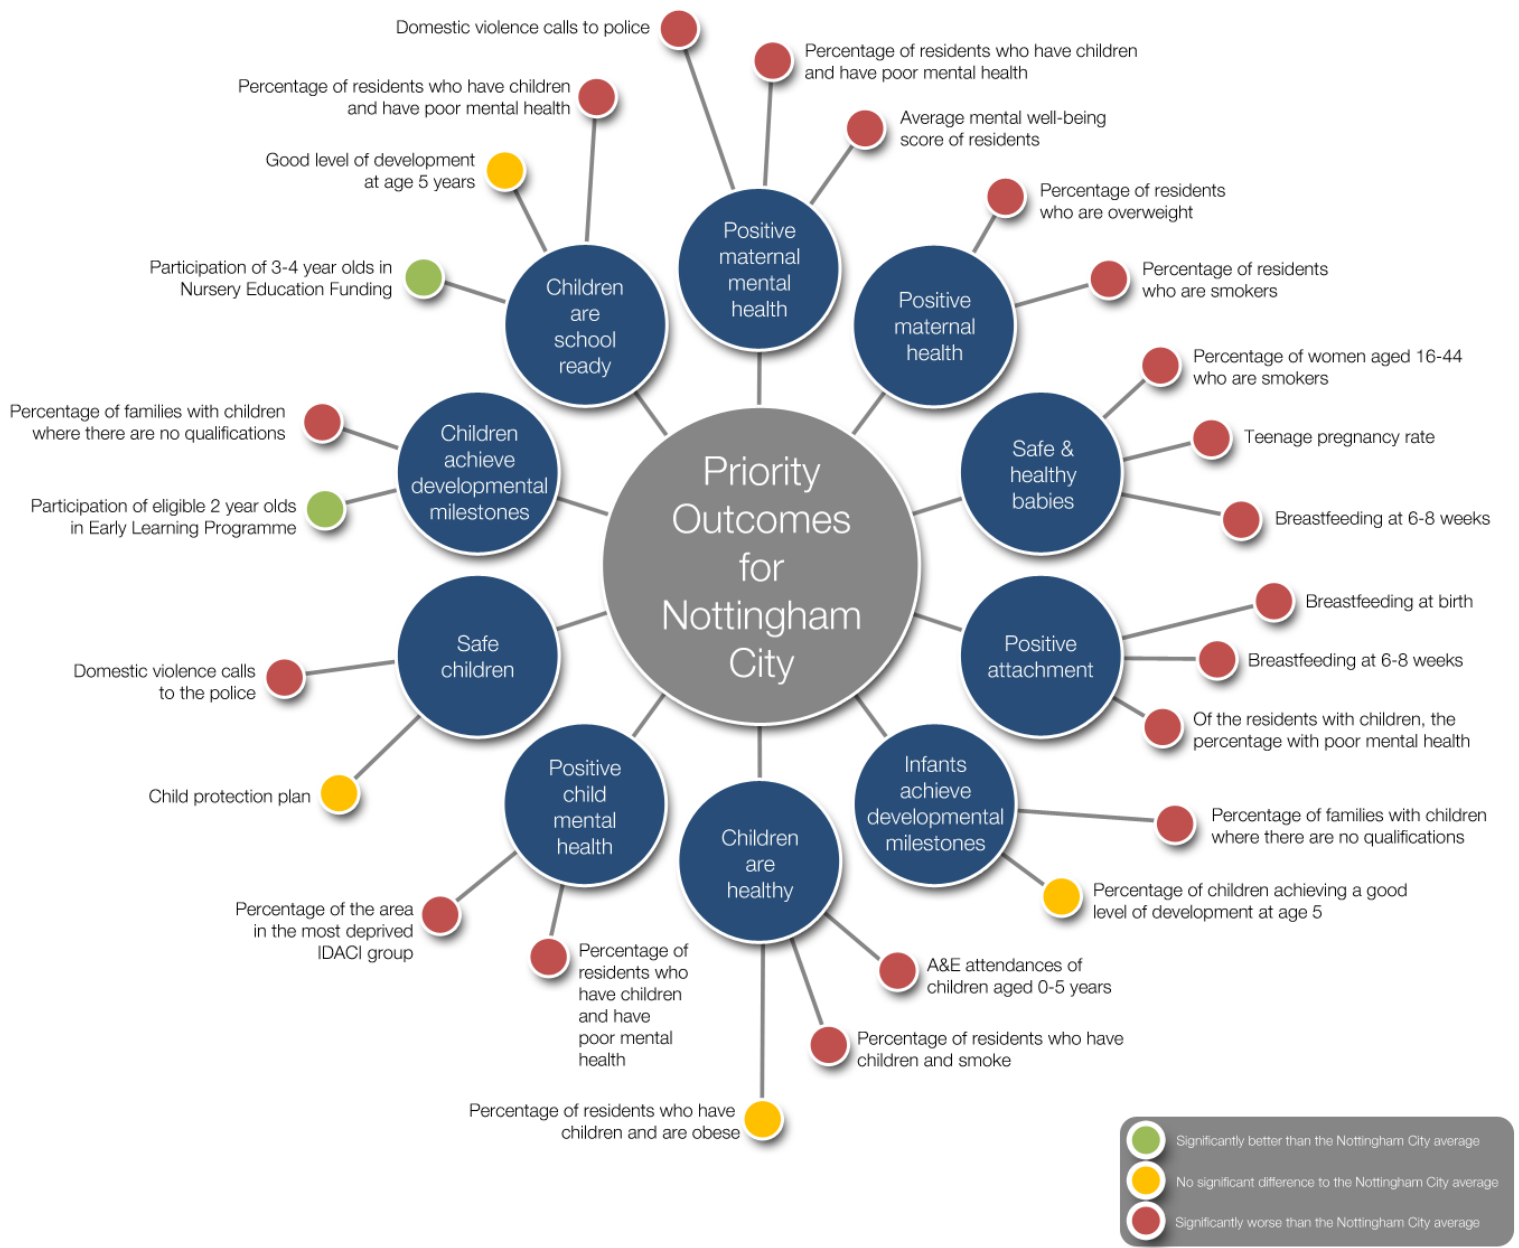 Domestic violence calls to police
Percentage of residents who have children
and have poor mental health
Average mental well-being
score of residents
Positive
maternal
mental
health
Percentage of residents
who are overweight
Percentage of residents
who are smokers
Positive
maternal
health
Percentage of women aged 16-44
who are smokers
Teenage pregnancy rate
Breastfeeding at 6-8 weeks
Safe &
healthy
babies
Breastfeeding at birth
Breastfeeding at 6-8 weeks
Of the residents with children, the
percentage with poor mental health
Positive
attachment
Percentage of families with children
where there are no qualifications
Percentage of children achieving a good
level of development at age 5
Infants
achieve
developmental
milestones
A&E attendances of
children aged 0-5 years
Percentage of residents who have
children and smoke
Percentage of residents who have
children and are obese
Children
are
healthy
Percentage of
residents who
have children
and have
poor mental
health
Percentage of the area
in the most deprived
IDACI group
Positive
child
mental
health
Child protection plan
Domestic violence calls
to the police
Safe
children
Participation of eligible 2 year olds
in Early Learning Programme
Percentage of families with children
where there are no qualifications
Children
achieve
developmental
milestones
Participation of 3-4 year olds in
Nursery Education Funding
Good level of development
at age 5 years
Percentage of residents who have children
and have poor mental health
Children
are
school
ready
Priority
Outcomes
for
Nottingham
City
Significantly better than the Nottingham City average
No significant difference to the Nottingham City average
Significantly worse than the Nottingham City average